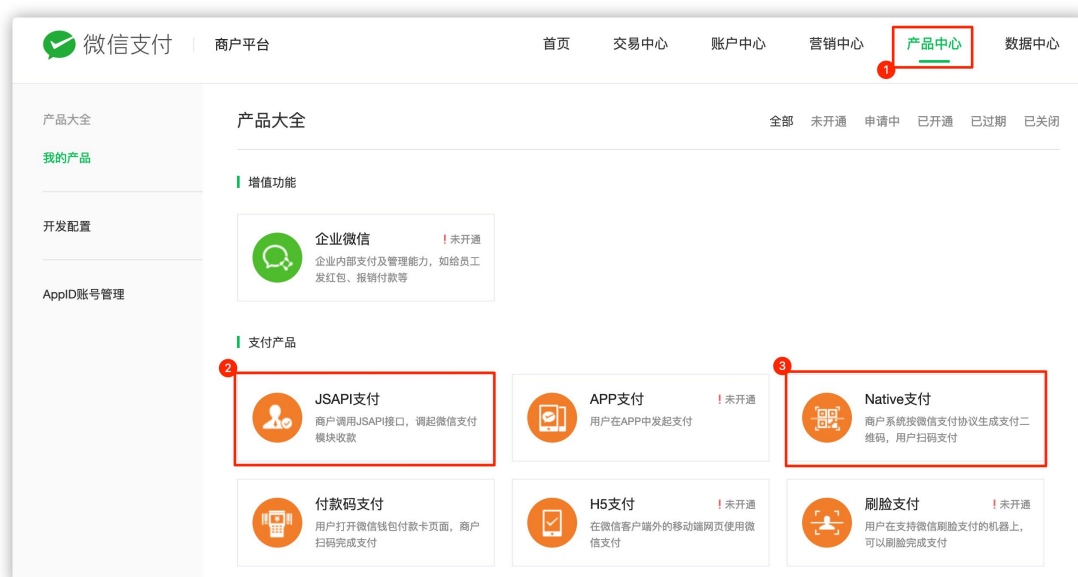 微信支付 商户平台 首页 交易中心 账户中心 营销中心 产品中心 数据中心
1
产品大全
我的产品
开发配置
AppID账号管理
产品大全 全部 未开通 申请中 已开通 已过期 已关闭
增值功能
企业微信 !未开通
企业内部支付及管理能力，如给员工
发红包、报销付款等
支付产品
2
JSAPI支付
商户调用JSAPI接口，调起微信支付
模块收款
APP支付 !未开通
用户在APP中发起支付
3
Native支付
商户系统按微信支付协议生成支付二
维码，用户扫码支付
付款码支付
用户打开微信钱包付款卡页面，商户
扫码完成支付
H5支付 !未开通
在微信客户端外的移动端网页使用微
信支付
刷脸支付 !未开通
用户在支持微信刷脸支付的机器上，
可以刷脸完成支付